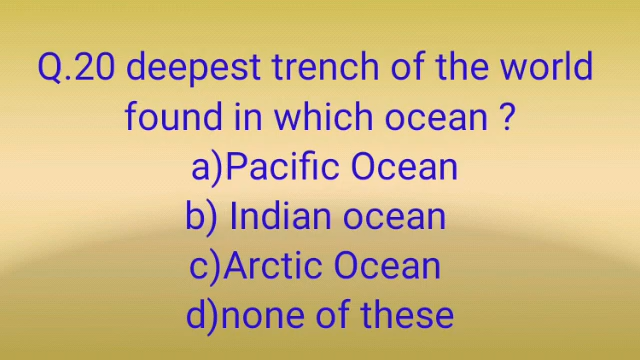 Q.20 deepest trench of the world
found in which ocean ?
a)Pacific Ocean
b) Indian ocean
c)Arctic Ocean
d)none of these